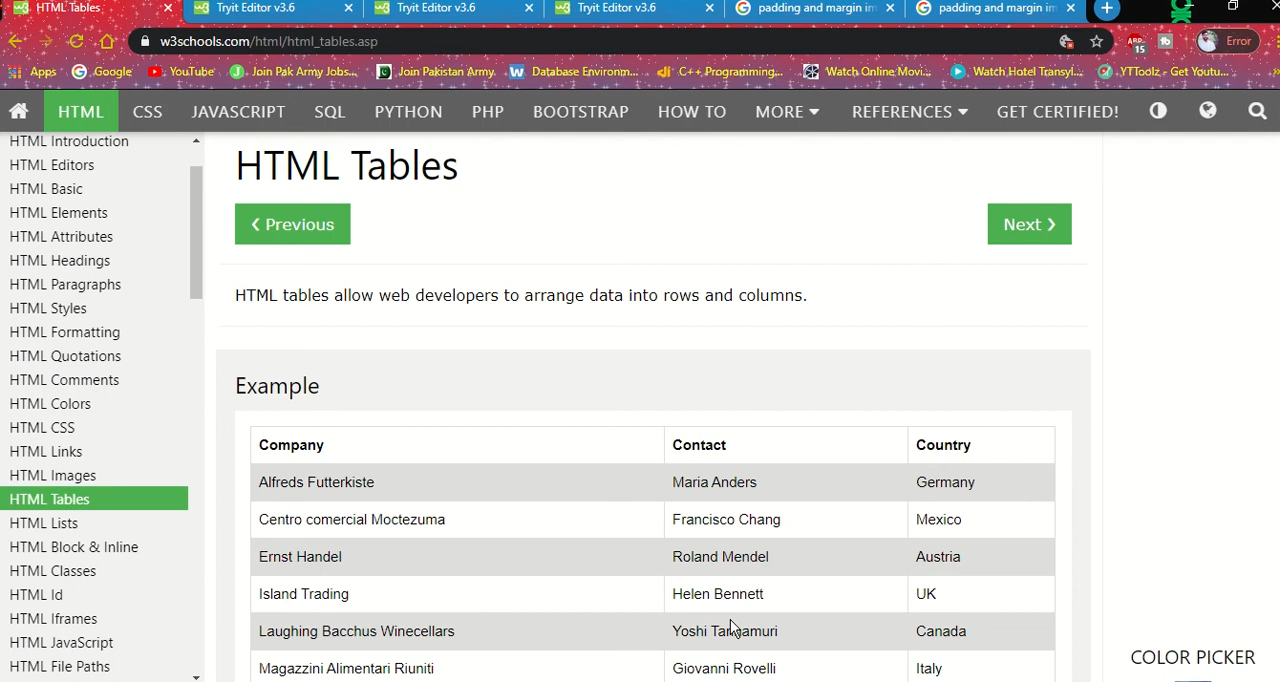 HTML Tables
Tryit Editor v3.6
Tryit Editor v3.6
Tryit Editor v3.6
padding and margin in
padding and margin im
w3schools.com/html/html_tables.asp
15
Error
Apps
Google
YouTube
Join Pak Army Jobs...
Join Pakistan Army
Database Environm...
C++ Programming...
Watch Online Movi...
Watch Hotel Transyl...
YTToolz - Get Youtu...
HTML
CSS
JAVASCRIPT
SQL
PYTHON
PHP
BOOTSTRAP
HOW TO
MORE
REFERENCES
GET CERTIFIED!
HTML Introduction
HTML Editors
HTML Basic
HTML Elements
HTML Attributes
HTML Headings
HTML Paragraphs
HTML Styles
HTML Formatting
HTML Quotations
HTML Comments
HTML Colors
HTML CSS
HTML Links
HTML Images
HTML Tables
HTML Lists
HTML Block & Inline
HTML Classes
HTML Id
HTML Iframes
HTML JavaScript
HTML File Paths
HTML Tables
❮ Previous
Next ❯
HTML tables allow web developers to arrange data into rows and columns.
Example
Company Contact Country
Alfreds Futterkiste Maria Anders Germany
Centro comercial Moctezuma Francisco Chang Mexico
Ernst Handel Roland Mendel Austria
Island Trading Helen Bennett UK
Laughing Bacchus Winecellars Yoshi Tannamuri Canada
Magazzini Alimentari Riuniti Giovanni Rovelli Italy
COLOR PICKER